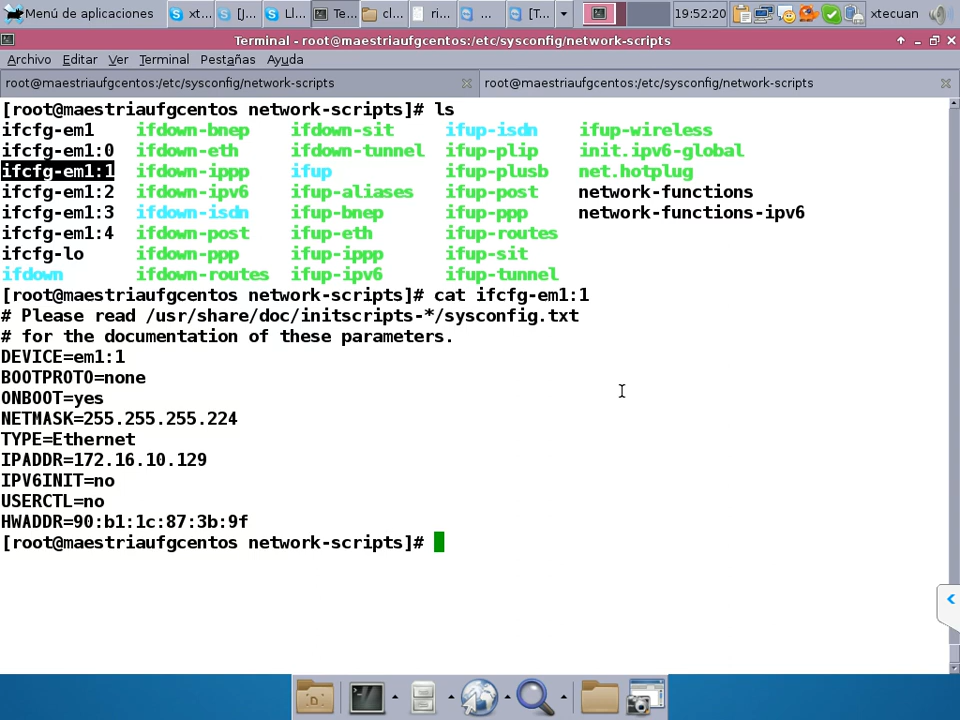 Menú de aplicaciones xt... [J... Ll... Te... cl... ri... ... [T... 19:52:20 xtecuan
Terminal - root@maestriaufgcentos:/etc/sysconfig/network-scripts
Archivo Editar Ver Terminal Pestañas Ayuda
root@maestriaufgcentos:/etc/sysconfig/network-scripts root@maestriaufgcentos:/etc/sysconfig/network-scripts
[root@maestriaufgcentos network-scripts]# ls
ifcfg-em1 ifdown-bnep ifdown-sit ifup-isdn ifup-wireless
ifcfg-em1:0 ifdown-eth ifdown-tunnel ifup-plip init.ipv6-global
ifcfg-em1:1 ifdown-ippp ifup ifup-plusb net.hotplug
ifcfg-em1:2 ifdown-ipv6 ifup-aliases ifup-post network-functions
ifcfg-em1:3 ifdown-isdn ifup-bnep ifup-ppp network-functions-ipv6
ifcfg-em1:4 ifdown-post ifup-eth ifup-routes
ifcfg-lo ifdown-ppp ifup-ippp ifup-sit
ifdown ifdown-routes ifup-ipv6 ifup-tunnel
[root@maestriaufgcentos network-scripts]# cat ifcfg-em1:1
# Please read /usr/share/doc/initscripts-*/sysconfig.txt
# for the documentation of these parameters.
DEVICE=em1:1
BOOTPROTO=none
ONBOOT=yes
NETMASK=255.255.255.224
TYPE=Ethernet
IPADDR=172.16.10.129
IPV6INIT=no
USERCTL=no
HWADDR=90:b1:1c:87:3b:9f
[root@maestriaufgcentos network-scripts]#